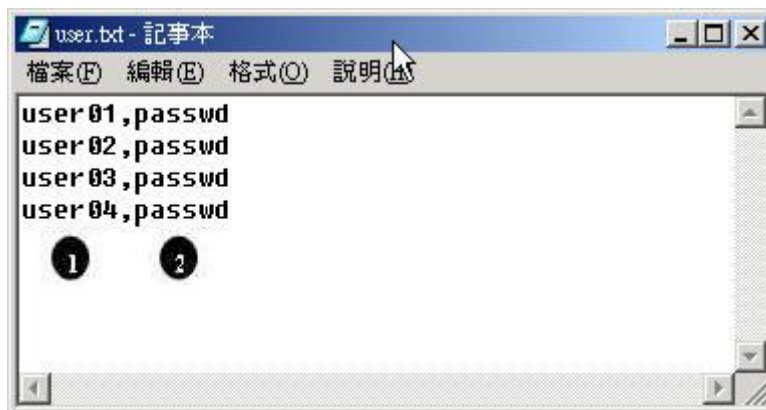 user.txt - 記事本
檔案(F) 編輯(E) 格式(O) 說明(H)
user01,passwd
user02,passwd
user03,passwd
user04,passwd
1 2